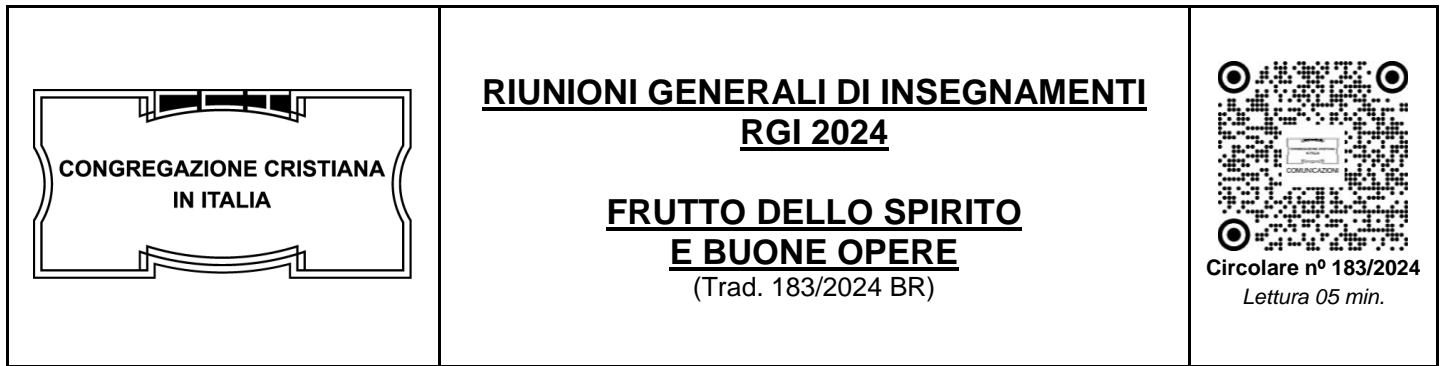 CONGREGAZIONE CRISTIANA
IN ITALIA
RIUNIONI GENERALI DI INSEGNAMENTI
RGI 2024
FRUTTO DELLO SPIRITO
E BUONE OPERE
(Trad. 183/2024 BR)
COMUNICAZIONI
Circolare nº 183/2024
Lettura 05 min.